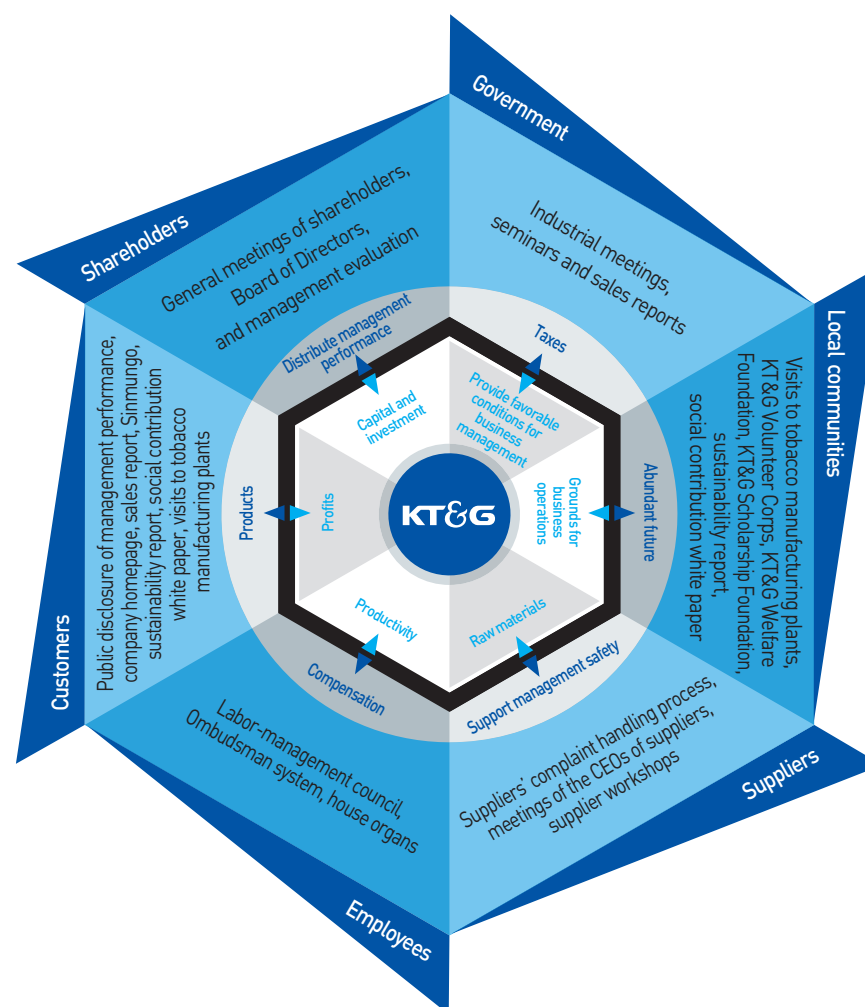 Government
Industrial meetings,
seminars and sales reports
Taxes
Provide favorable
conditions for
business
management
Local communities
Visits to tobacco manufacturing plants,
KT&G Volunteer Corps, KT&G Welfare
Foundation, KT&G Scholarship Foundation,
sustainability report,
social contribution white paper
Abundant future
Grounds for
business
operations
Suppliers
Suppliers’ complaint handling process,
meetings of the CEOs of suppliers,
supplier workshops
Support management safety
Raw materials
Employees
Labor-management council,
Ombudsman system, house organs
Compensation
Productivity
Customers
Public disclosure of management performance,
company homepage, sales report, Sinmungo,
sustainability report, social contribution
white paper, visits to tobacco
manufacturing plants
Products
Profits
Shareholders
General meetings of shareholders,
Board of Directors,
and management evaluation
Distribute management
performance
Capital and
investment
KT&G